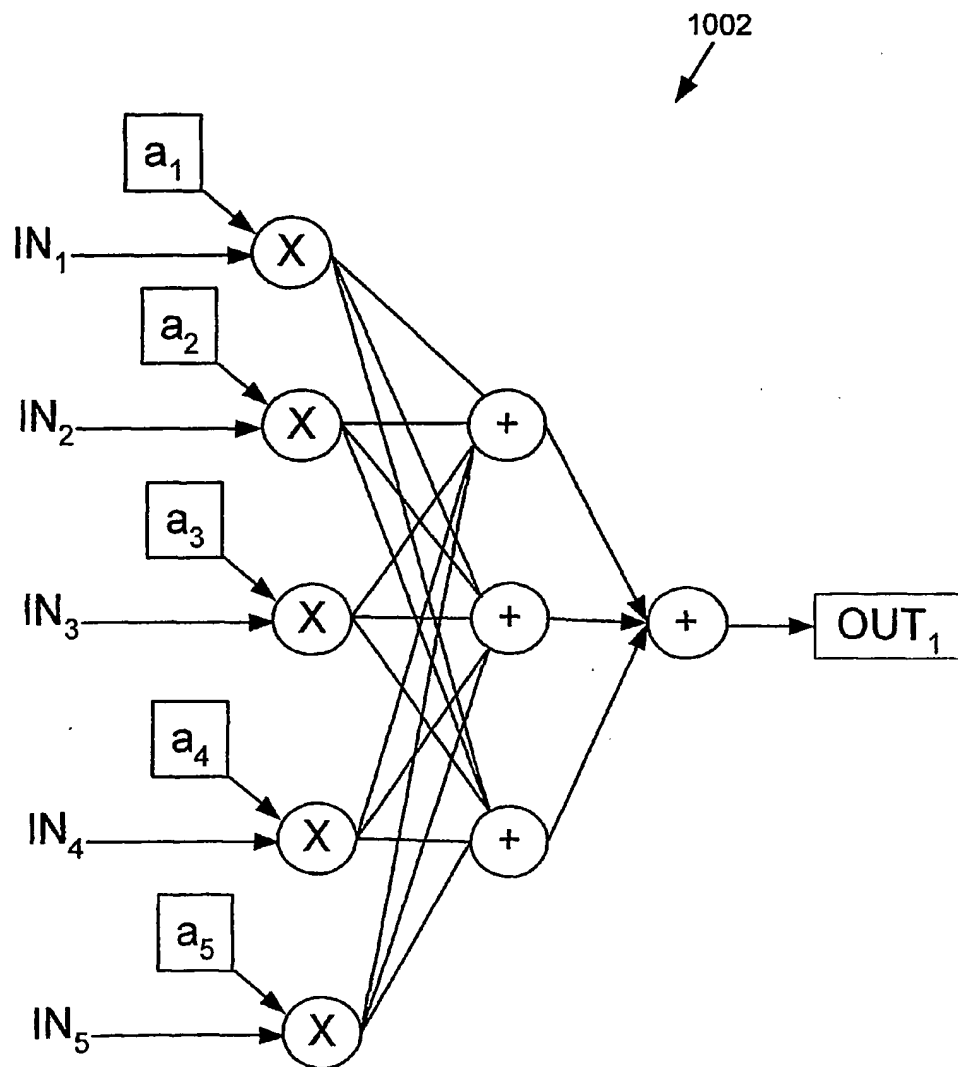 1002
a₁
IN₁
X
a₂
IN₂
X
+
a₃
IN₃
X
+
+
OUT₁
a₄
IN₄
X
+
a₅
IN₅
X